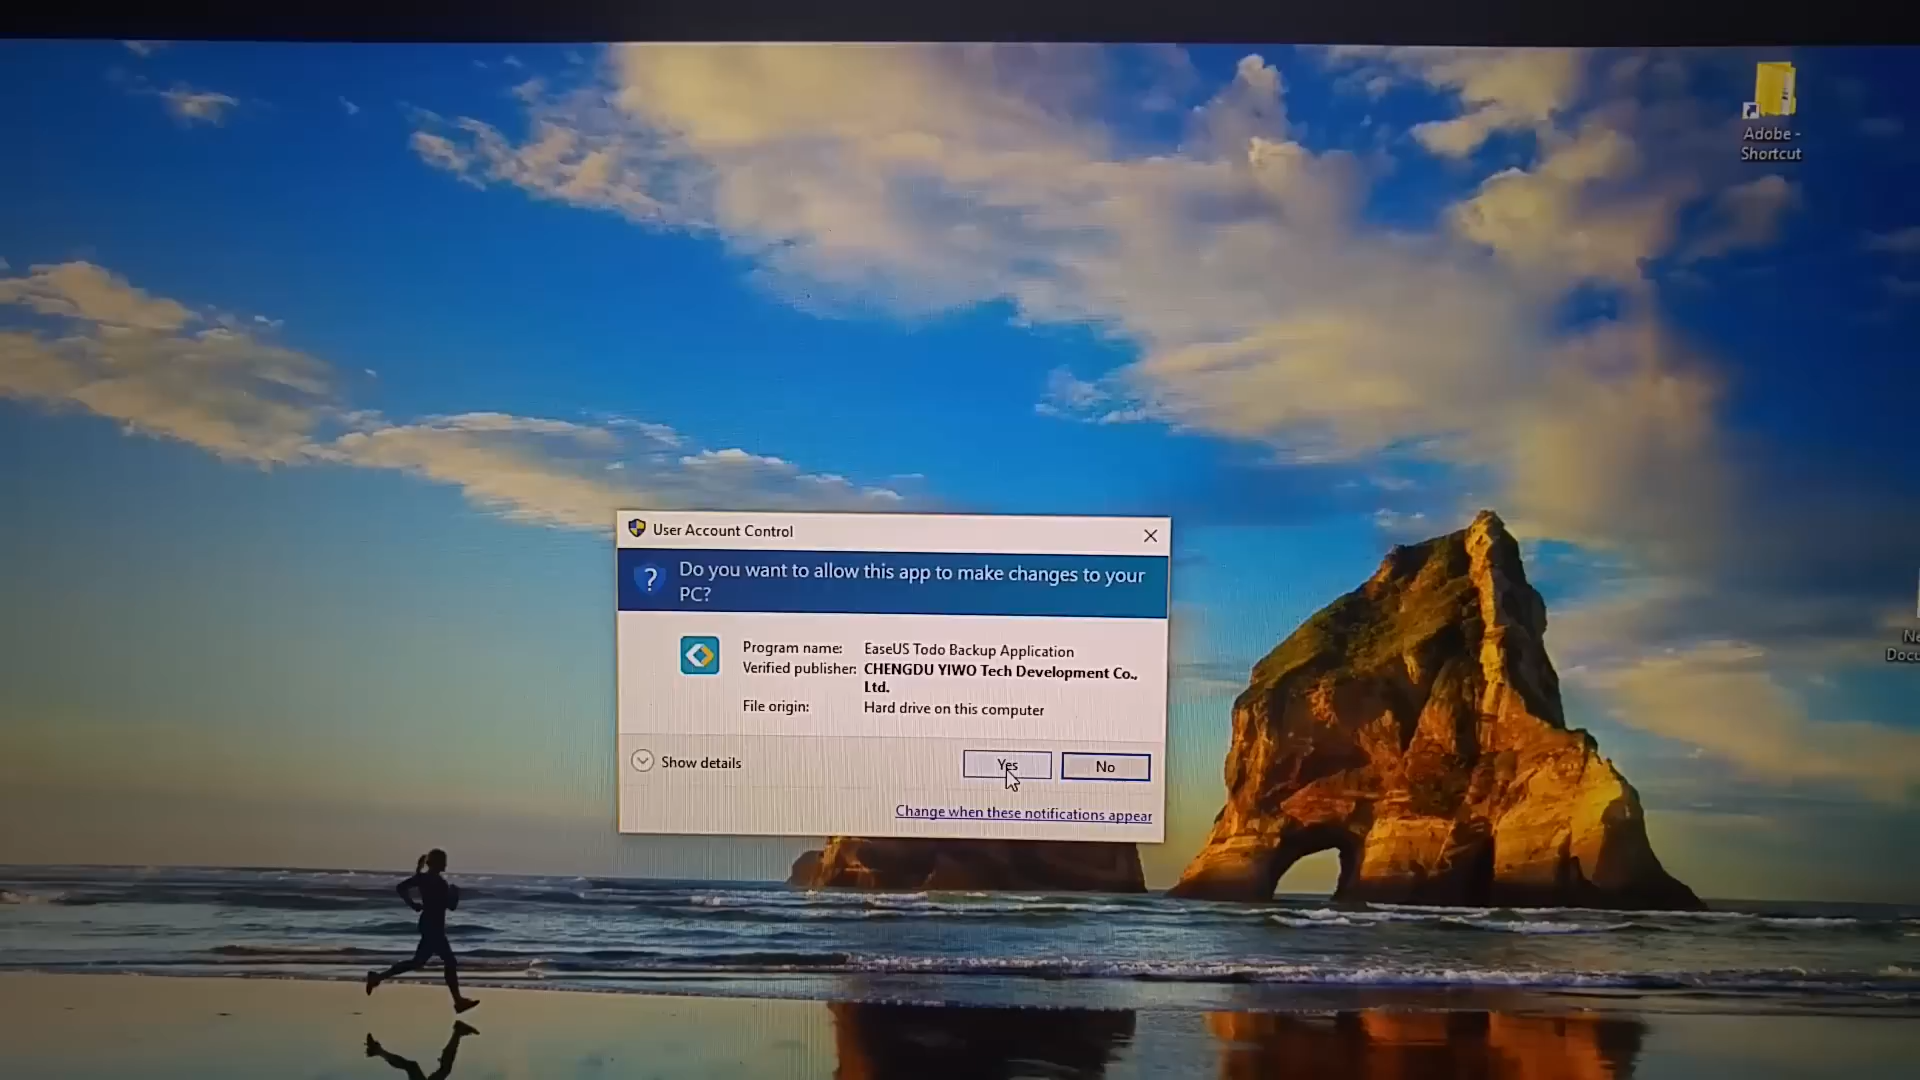 Adobe -
Shortcut
User Account Control
Do you want to allow this app to make changes to your
PC?
Program name: EaseUS Todo Backup Application
Verified publisher: CHENGDU YIWO Tech Development Co.,
Ltd.
File origin: Hard drive on this computer
Show details
Yes
No
Change when these notifications appear